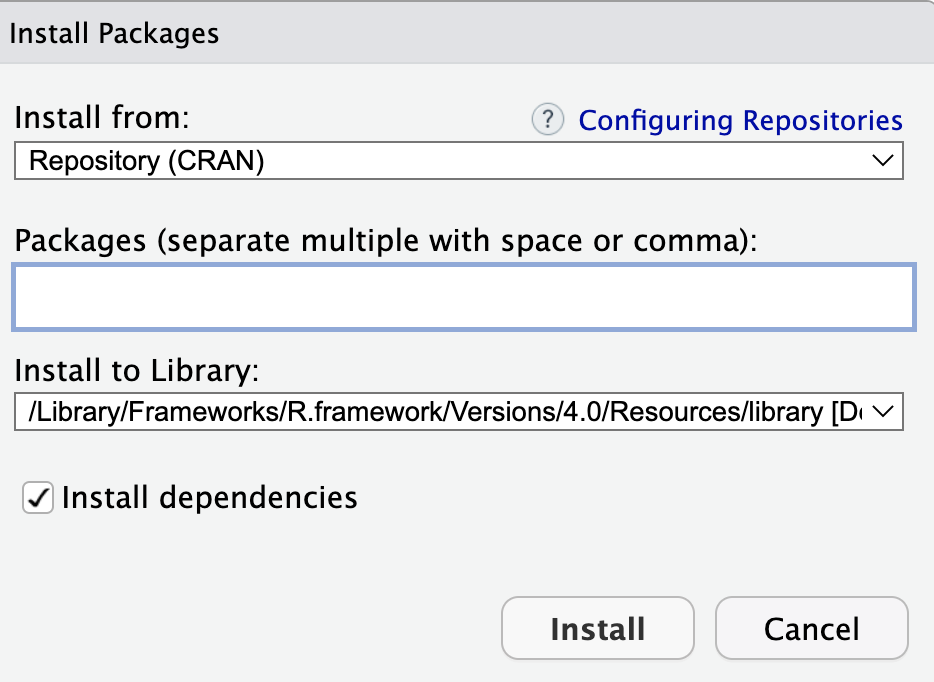 Install Packages
Install from:
? Configuring Repositories
Repository (CRAN)
Packages (separate multiple with space or comma):
Install to Library:
/Library/Frameworks/R.framework/Versions/4.0/Resources/library
Install dependencies
Install
Cancel